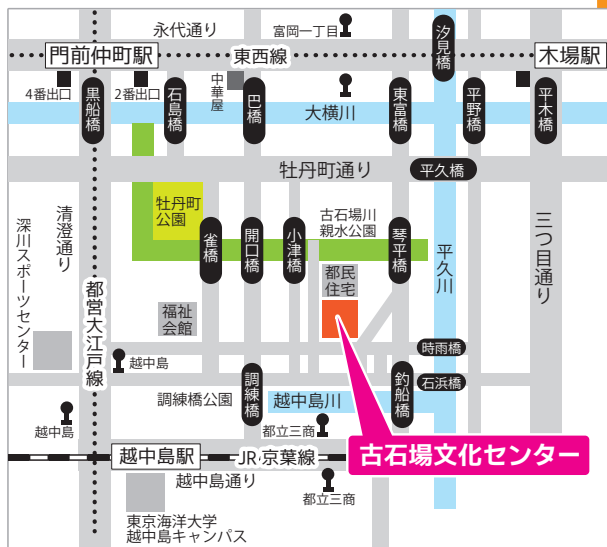 永代通り
富岡一丁目
汐見橋
門前仲町駅
東西線
木場駅
4番出口
2番出口
中華屋
黒船橋
石島橋
巴橋
大横川
東富橋
平野橋
平木橋
牡丹町通り
平久橋
牡丹町
公園
清澄通り
深川スポーツセンター
雀橋
開口橋
小津橋
古石場川
親水公園
琴平橋
平久川
三つ目通り
都民
住宅
福祉
会館
都営大江戸線
越中島
時雨橋
石浜橋
調練橋公園
調練橋
越中島川
釣船橋
越中島
都立三商
越中島駅
JR京葉線
古石場文化センター
越中島通り
都立三商
東京海洋大学
越中島キャンパス